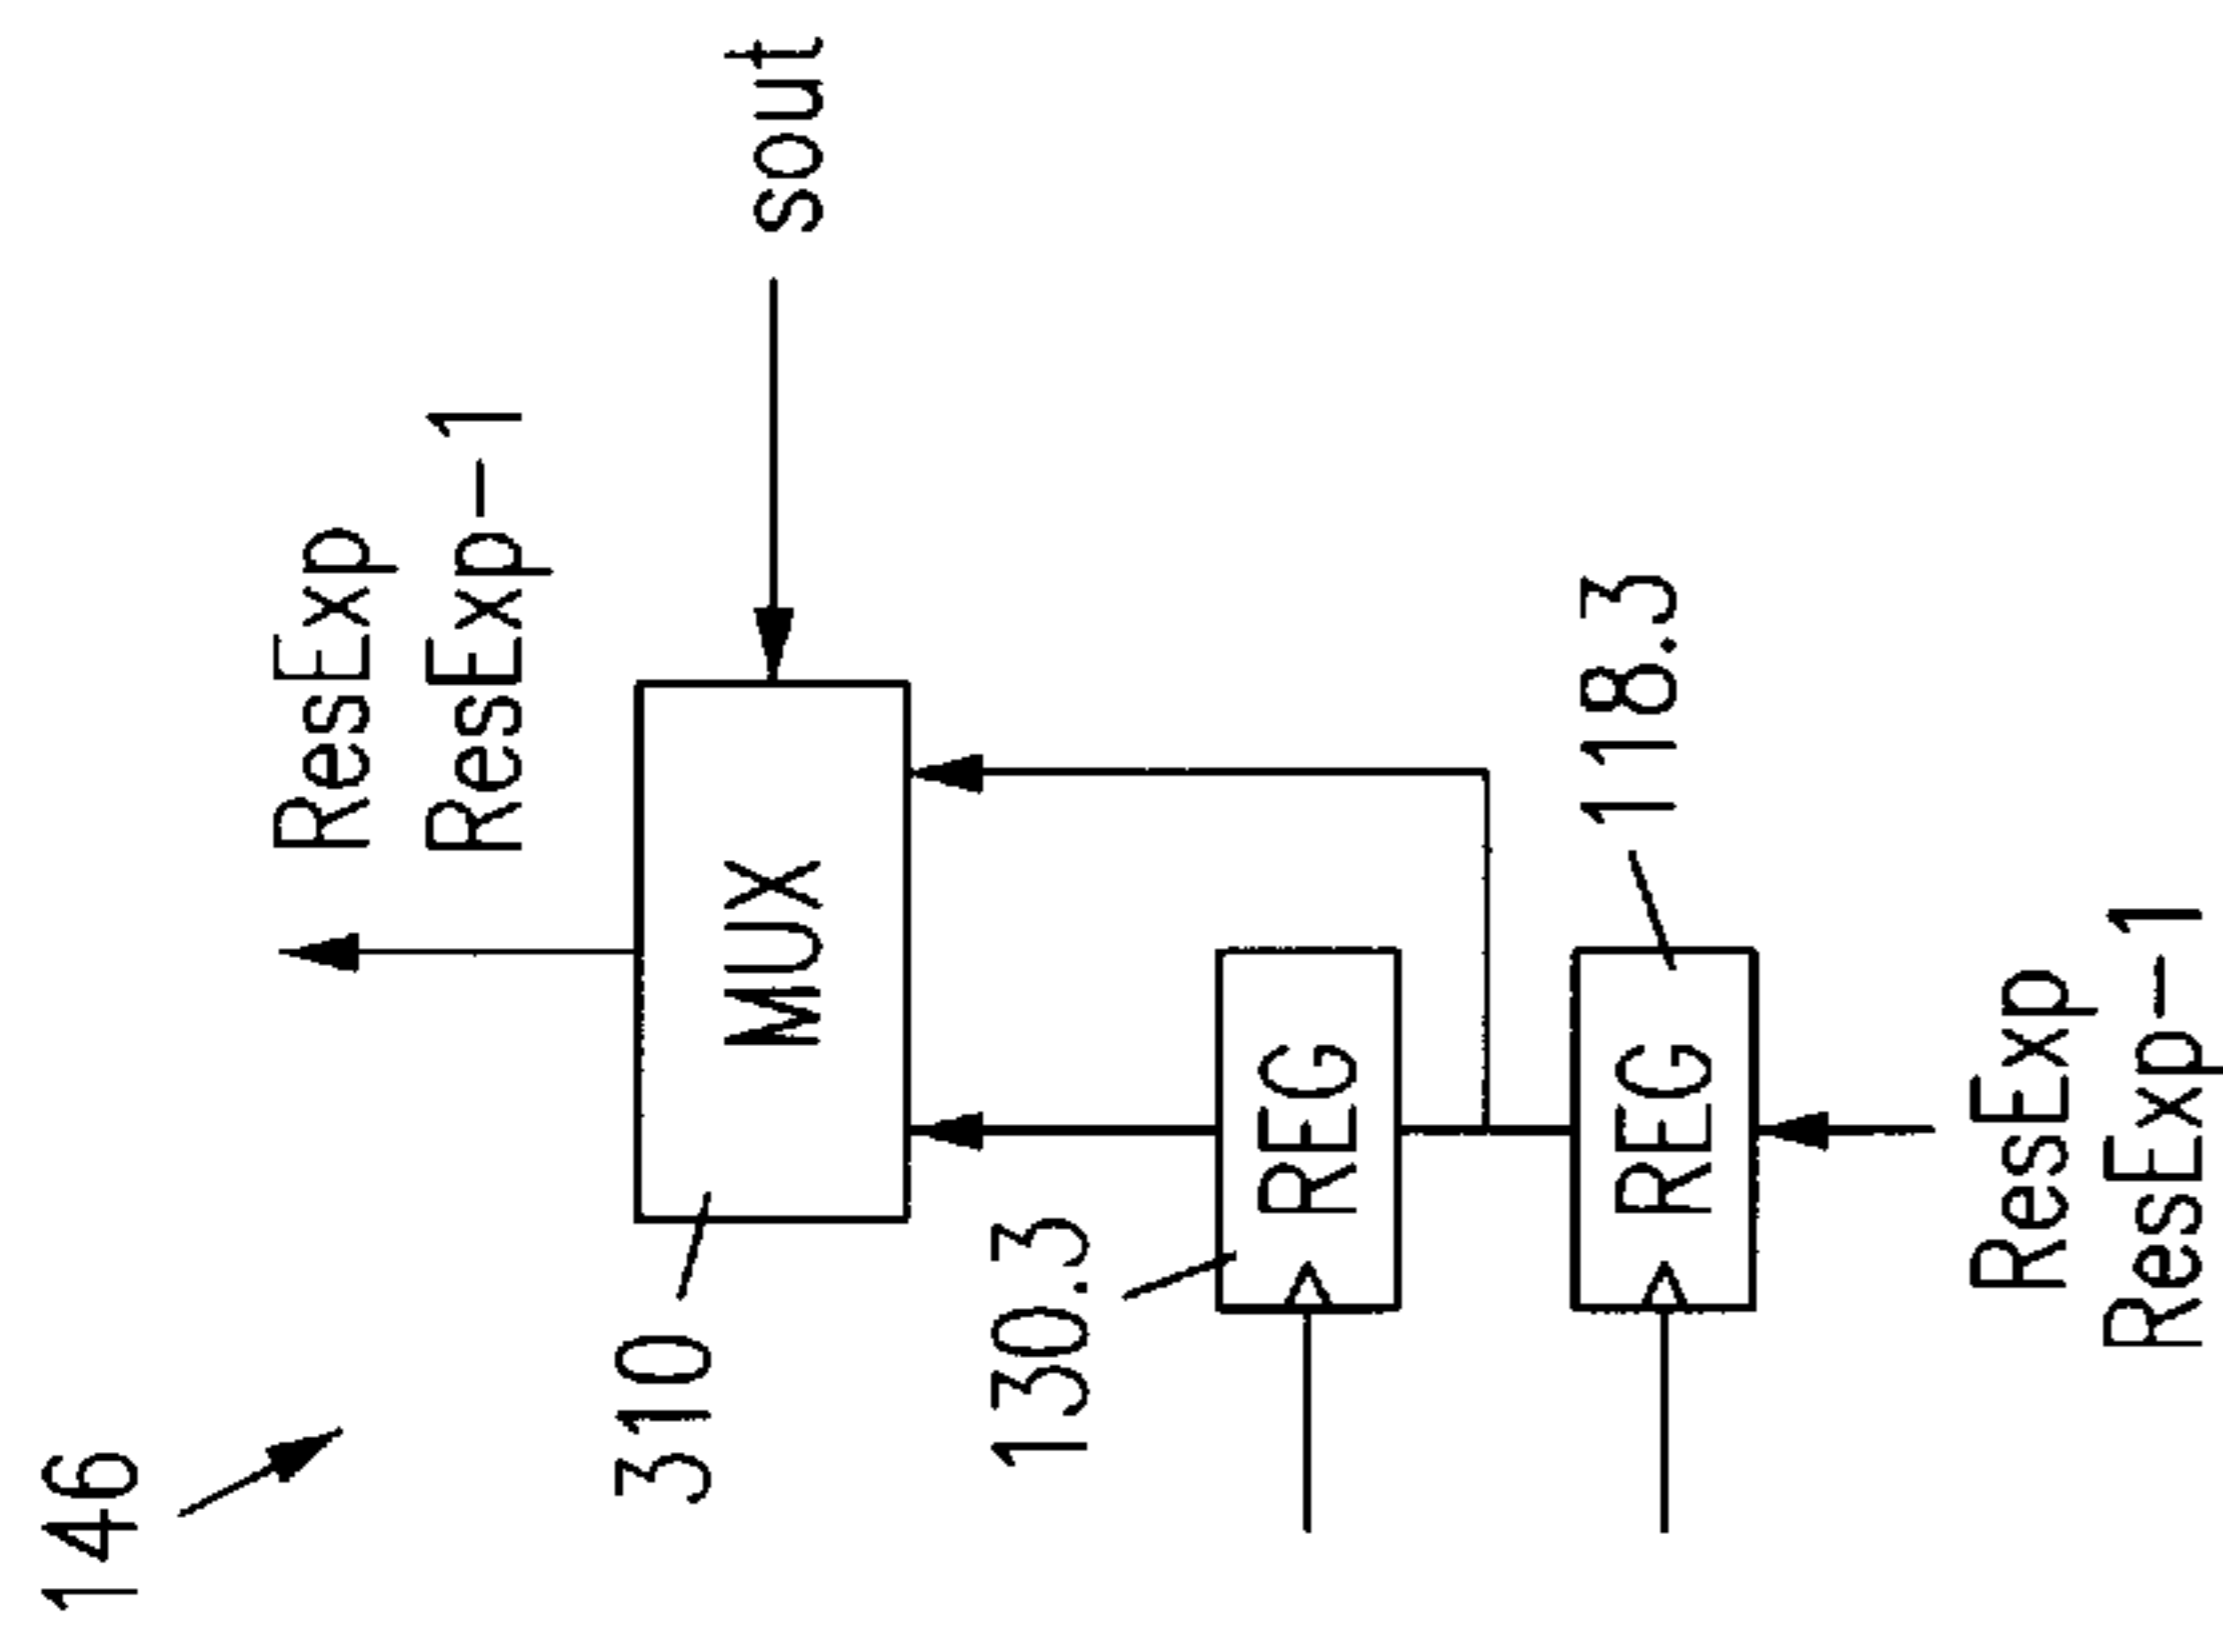 146
ResExp
ResExp-1
310
MUX
sout
130.3
REG
REG
118.3
ResExp
ResExp-1